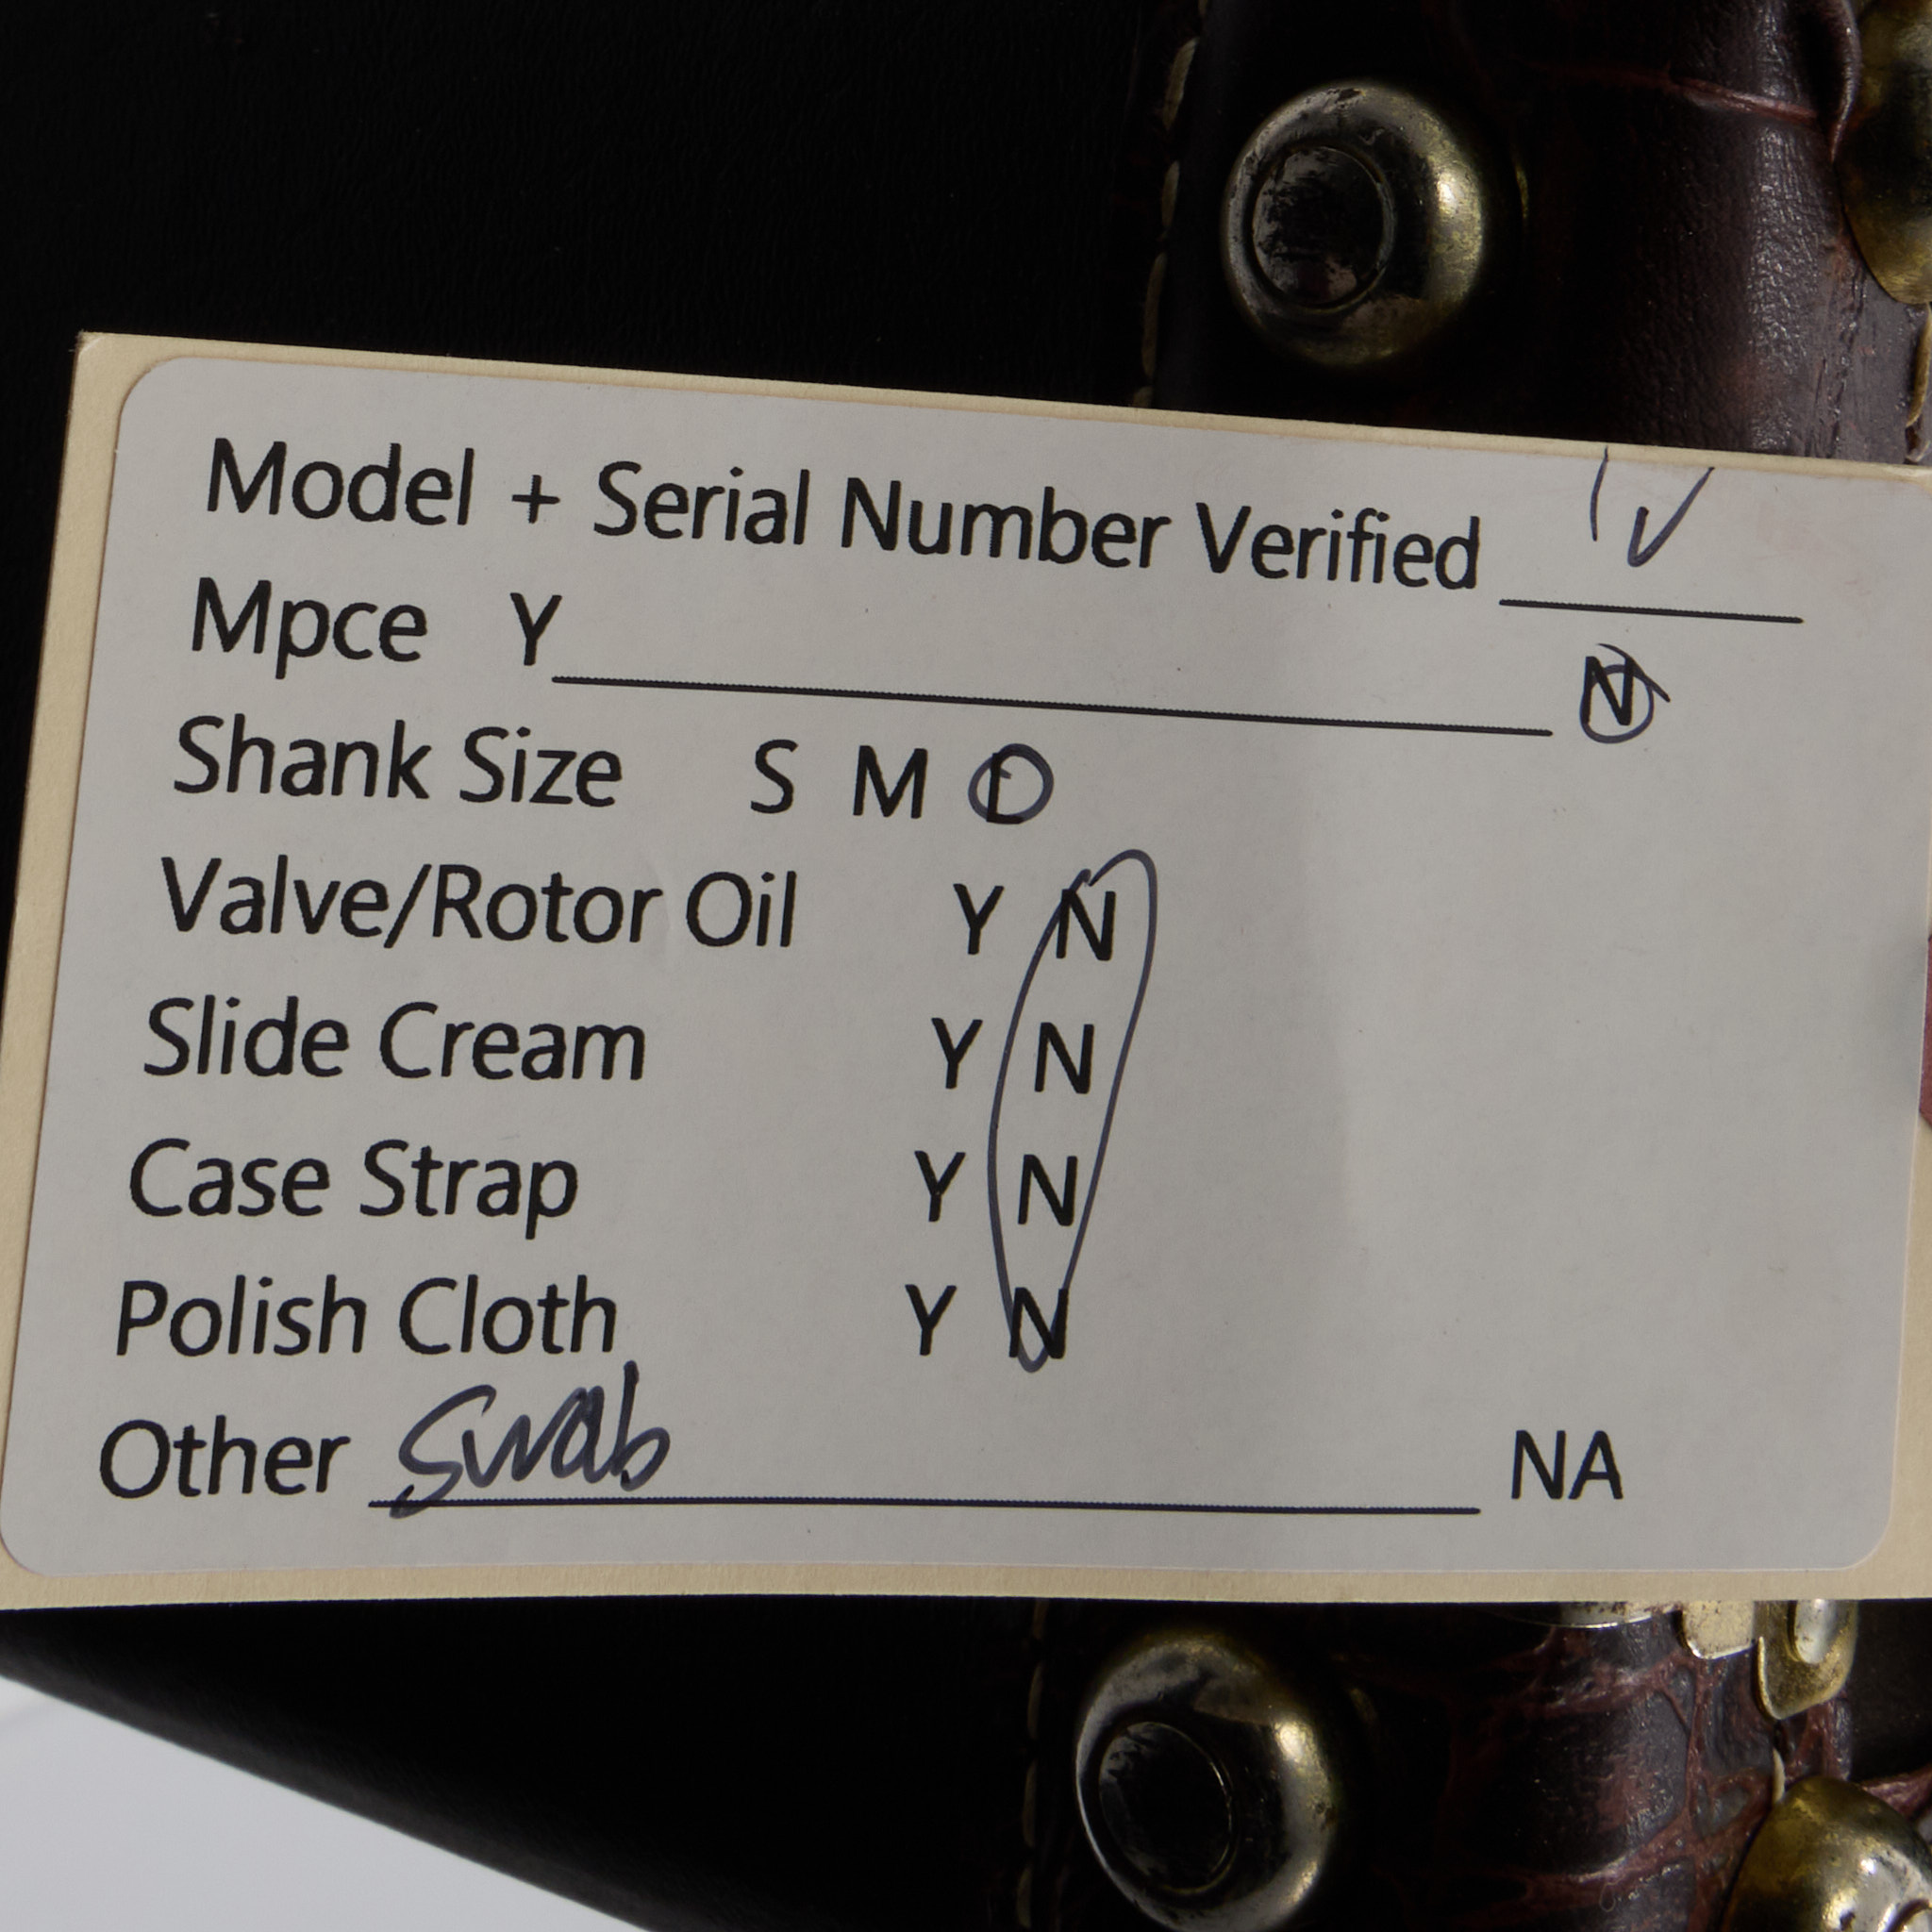 Model + Serial Number Verified
Mpce Y N
Shank Size S M L
Valve/Rotor Oil Y N
Slide Cream Y N
Case Strap Y N
Polish Cloth Y N
Other Swab NA